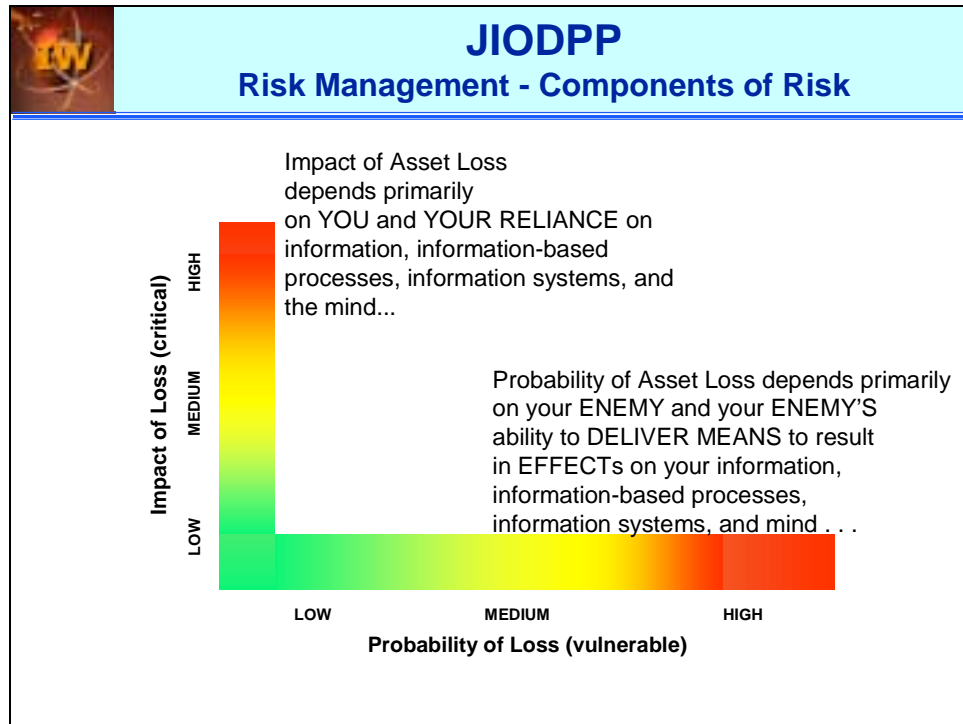 IW
JIODPP
Risk Management - Components of Risk
Impact of Asset Loss
depends primarily
on YOU and YOUR RELIANCE on
information, information-based
processes, information systems, and
the mind...
Impact of Loss (critical)
HIGH
MEDIUM
LOW
Probability of Asset Loss depends primarily
on your ENEMY and your ENEMY’S
ability to DELIVER MEANS to result
in EFFECTs on your information,
information-based processes,
information systems, and mind . . .
LOW
MEDIUM
HIGH
Probability of Loss (vulnerable)